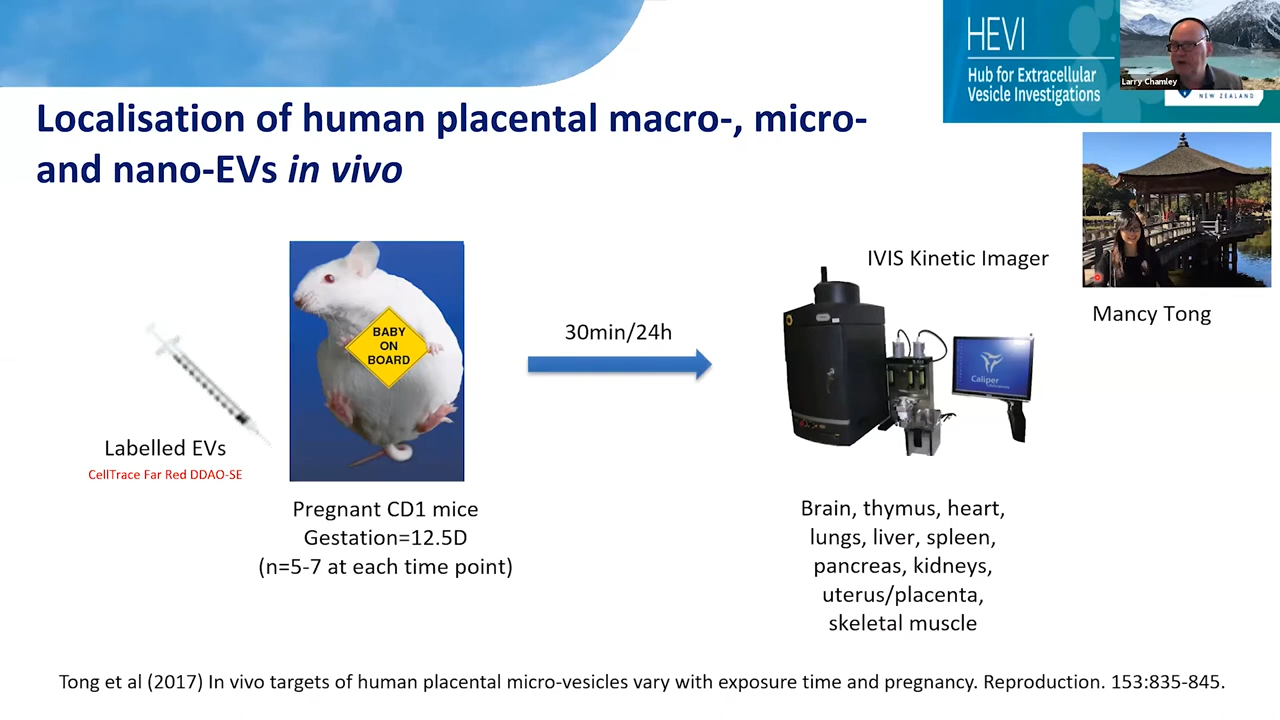 HEVI
Hub for Extracellular
Vesicle Investigations
Larry Chamley
NEW ZEALAND
Localisation of human placental macro-, micro-
and nano-EVs in vivo
BABY
ON
BOARD
30min/24h
IVIS Kinetic Imager
Caliper
Mancy Tong
Labelled EVs
CellTrace Far Red DDAO-SE
Pregnant CD1 mice
Gestation=12.5D
(n=5-7 at each time point)
Brain, thymus, heart,
lungs, liver, spleen,
pancreas, kidneys,
uterus/placenta,
skeletal muscle
Tong et al (2017) In vivo targets of human placental micro-vesicles vary with exposure time and pregnancy. Reproduction. 153:835-845.